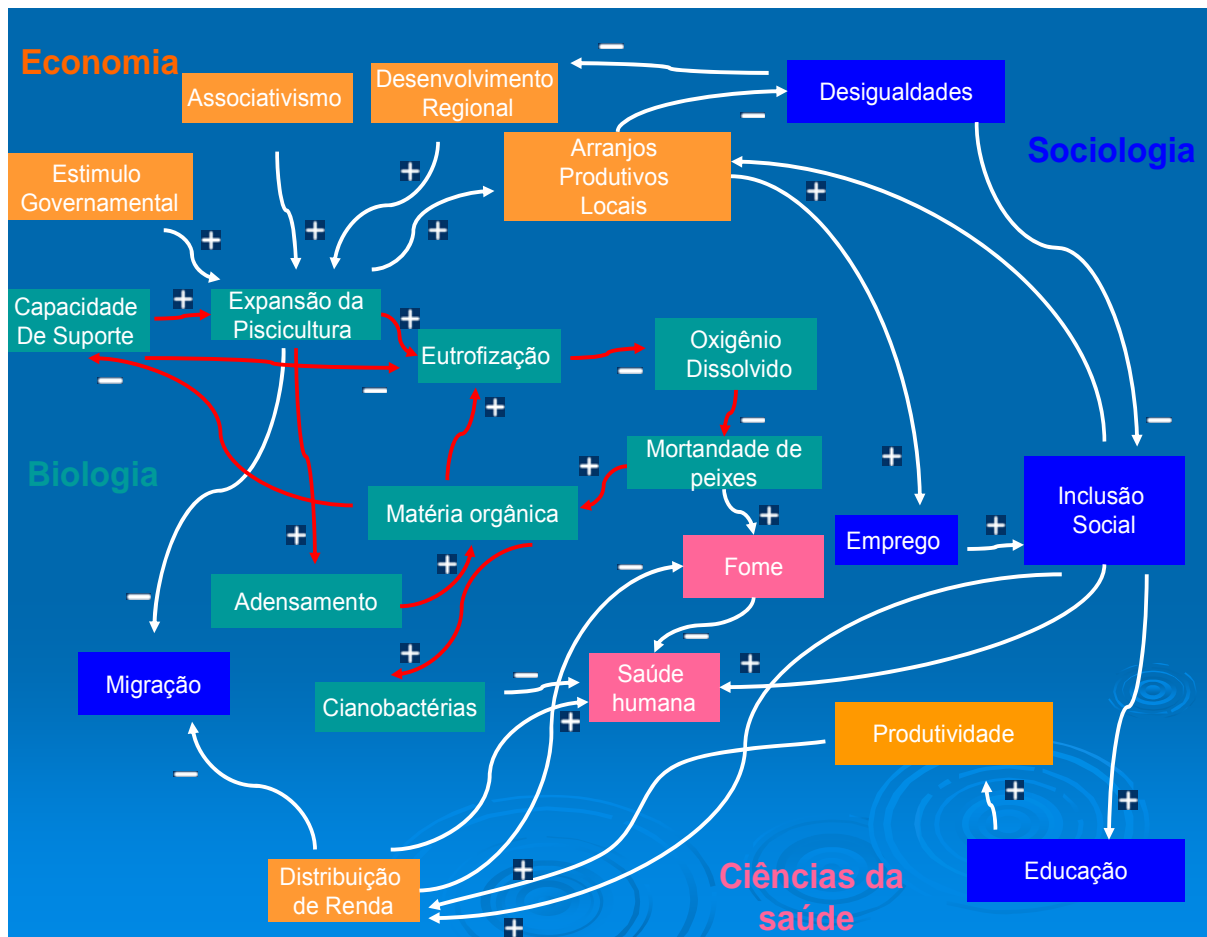 Economia
Associativismo
Desenvolvimento
Regional
Desigualdades
Sociologia
Arranjos
Produtivos
Locais
Estimulo
Governamental
Capacidade
De Suporte
Expansão da
Piscicultura
Eutrofização
Oxigênio
Dissolvido
Biologia
Mortandade de
peixes
Matéria orgânica
Inclusão
Social
Emprego
Fome
Adensamento
Migração
Cianobactérias
Saúde
humana
Produtividade
Distribuição
de Renda
Ciências da
saúde
Educação